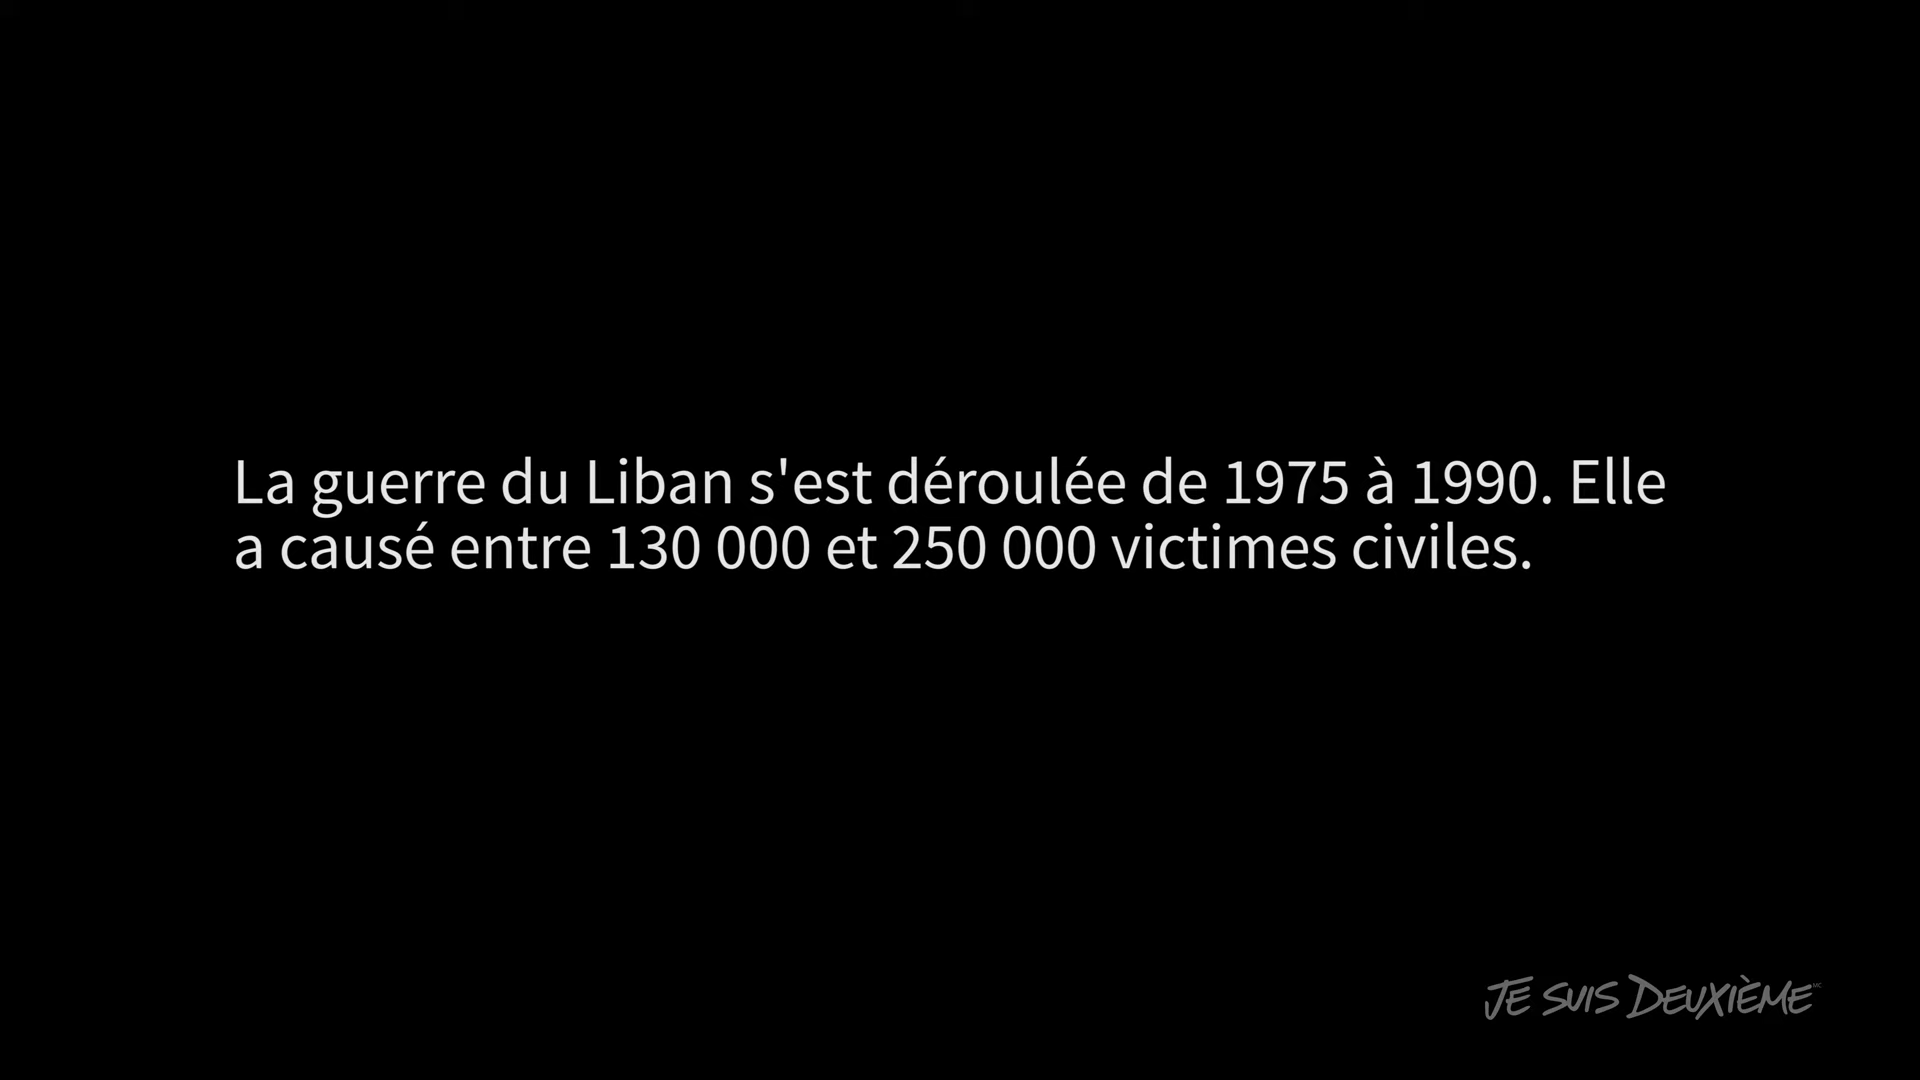 La guerre du Liban s'est déroulée de 1975 à 1990. Elle
a causé entre 130 000 et 250 000 victimes civiles.
JE SUIS DEUXIÈME MC